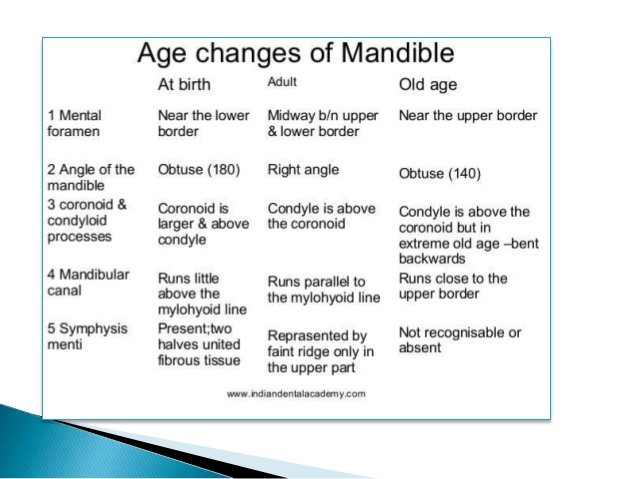 Age changes of Mandible
At birth Adult Old age
1 Mental
foramen
Near the lower
border
Midway b/n upper
& lower border
Near the upper border
2 Angle of the
mandible
Obtuse (180)
Right angle
Obtuse (140)
3 coronoid &
condyloid
processes
Coronoid is
larger & above
condyle
Condyle is above
the coronoid
Condyle is above the
coronoid but in
extreme old age –bent
backwards
4 Mandibular
canal
Runs little
above the
mylohyoid line
Runs parallel to
the mylohyoid line
Runs close to the
upper border
5 Symphysis
menti
Present;two
halves united
fibrous tissue
Reprasented by
faint ridge only in
the upper part
Not recognisable or
absent
www.indiandentalacademy.com